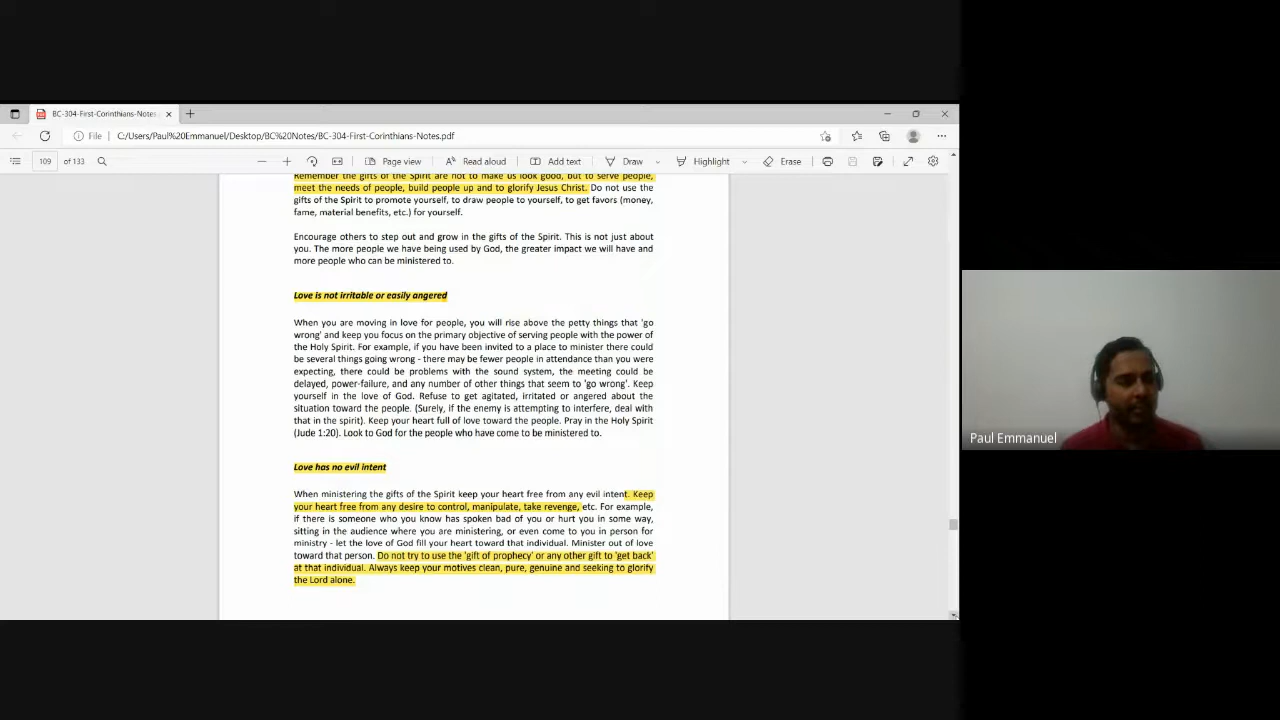 BC-304-First-Corinthians-Notes
File C:/Users/Paul%20Emmanuel/Desktop/BC%20Notes/BC-304-First-Corinthians-Notes.pdf
109 of 133 Page view Read aloud Add text Draw Highlight Erase
Remember the gifts of the Spirit are not to make us look good, but to serve people,
meet the needs of people, build people up and to glorify Jesus Christ. Do not use the
gifts of the Spirit to promote yourself, to draw people to yourself, to get favors (money,
fame, material benefits, etc.) for yourself.
Encourage others to step out and grow in the gifts of the Spirit. This is not just about
you. The more people we have being used by God, the greater impact we will have and
more people who can be ministered to.
Love is not irritable or easily angered
When you are moving in love for people, you will rise above the petty things that 'go
wrong' and keep you focus on the primary objective of serving people with the power of
the Holy Spirit. For example, if you have been invited to a place to minister there could
be several things going wrong - there may be fewer people in attendance than you were
expecting, there could be problems with the sound system, the meeting could be
delayed, power-failure, and any number of other things that seem to 'go wrong'. Keep
yourself in the love of God. Refuse to get agitated, irritated or angered about the
situation toward the people. (Surely, if the enemy is attempting to interfere, deal with
that in the spirit). Keep your heart full of love toward the people. Pray in the Holy Spirit
(Jude 1:20). Look to God for the people who have come to be ministered to.
Love has no evil intent
When ministering the gifts of the Spirit keep your heart free from any evil intent. Keep
your heart free from any desire to control, manipulate, take revenge, etc. For example,
if there is someone who you know has spoken bad of you or hurt you in some way,
sitting in the audience where you are ministering, or even come to you in person for
ministry - let the love of God fill your heart toward that individual. Minister out of love
toward that person. Do not try to use the 'gift of prophecy' or any other gift to 'get back'
at that individual. Always keep your motives clean, pure, genuine and seeking to glorify
the Lord alone.
Paul Emmanuel